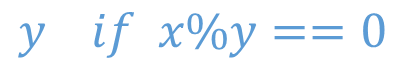 y if x%y == 0